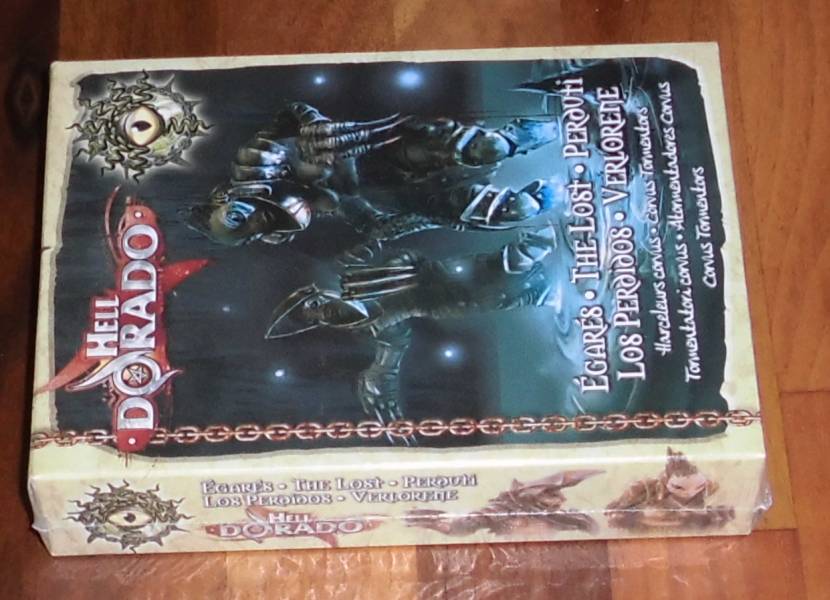 HELL
DORADO
ÉGARÉS • THE LOST • PERDUTI
LOS PERDIDOS • VERLORENE
Harceleurs corvus • Corvus Tormentors
Tormentatori corvus • Atormentadores Corvus
Corvus Tormentors
ÉGARÉS • THE LOST • PERDUTI
LOS PERDIDOS • VERLORENE
HELL
DORADO